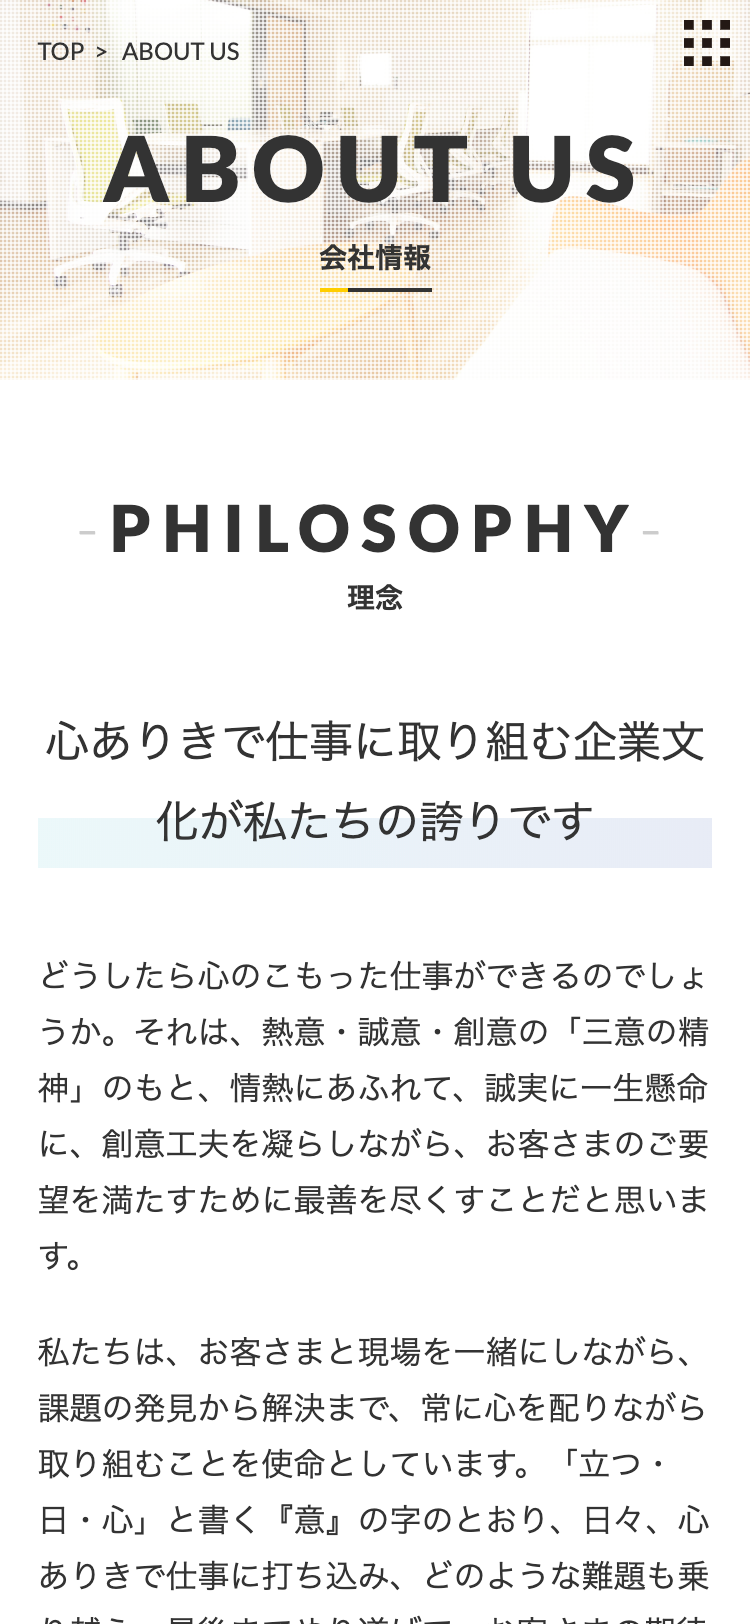 TOP > ABOUT US
ABOUT US
会社情報
- PHILOSOPHY -
理念
心ありきで仕事に取り組む企業文
化が私たちの誇りです
どうしたら心のこもった仕事ができるのでしょ
うか。それは、熱意・誠意・創意の「三意の精
神」のもと、情熱にあふれて、誠実に一生懸命
に、創意工夫を凝らしながら、お客さまのご要
望を満たすために最善を尽くすことだと思いま
す。
私たちは、お客さまと現場を一緒にしながら、
課題の発見から解決まで、常に心を配りながら
取り組むことを使命としています。「立つ・
日・心」と書く『意』の字のとおり、日々、心
ありきで仕事に打ち込み、どのような難題も乗